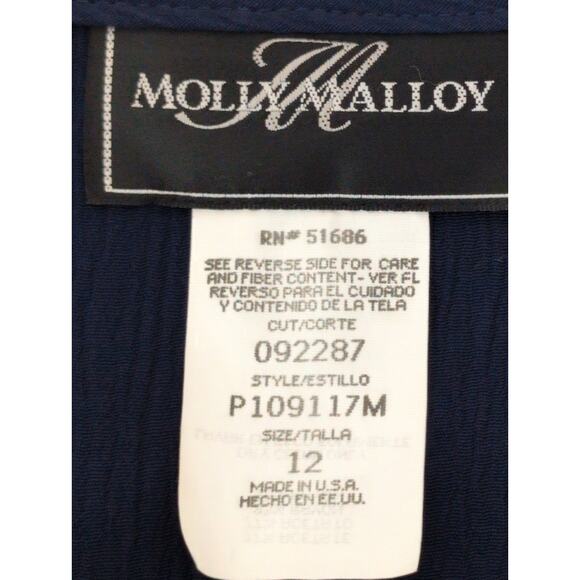 MOLLY MALLOY
M
RN# 51686
SEE REVERSE SIDE FOR CARE
AND FIBER CONTENT- VER FL
REVERSO PARA EL CUIDADO
Y CONTENIDO DE LA TELA
CUT/CORTE
092287
STYLE/ESTILLO
P109117M
SIZE/TALLA
12
MADE IN U.S.A.
HECHO EN EE.UU.